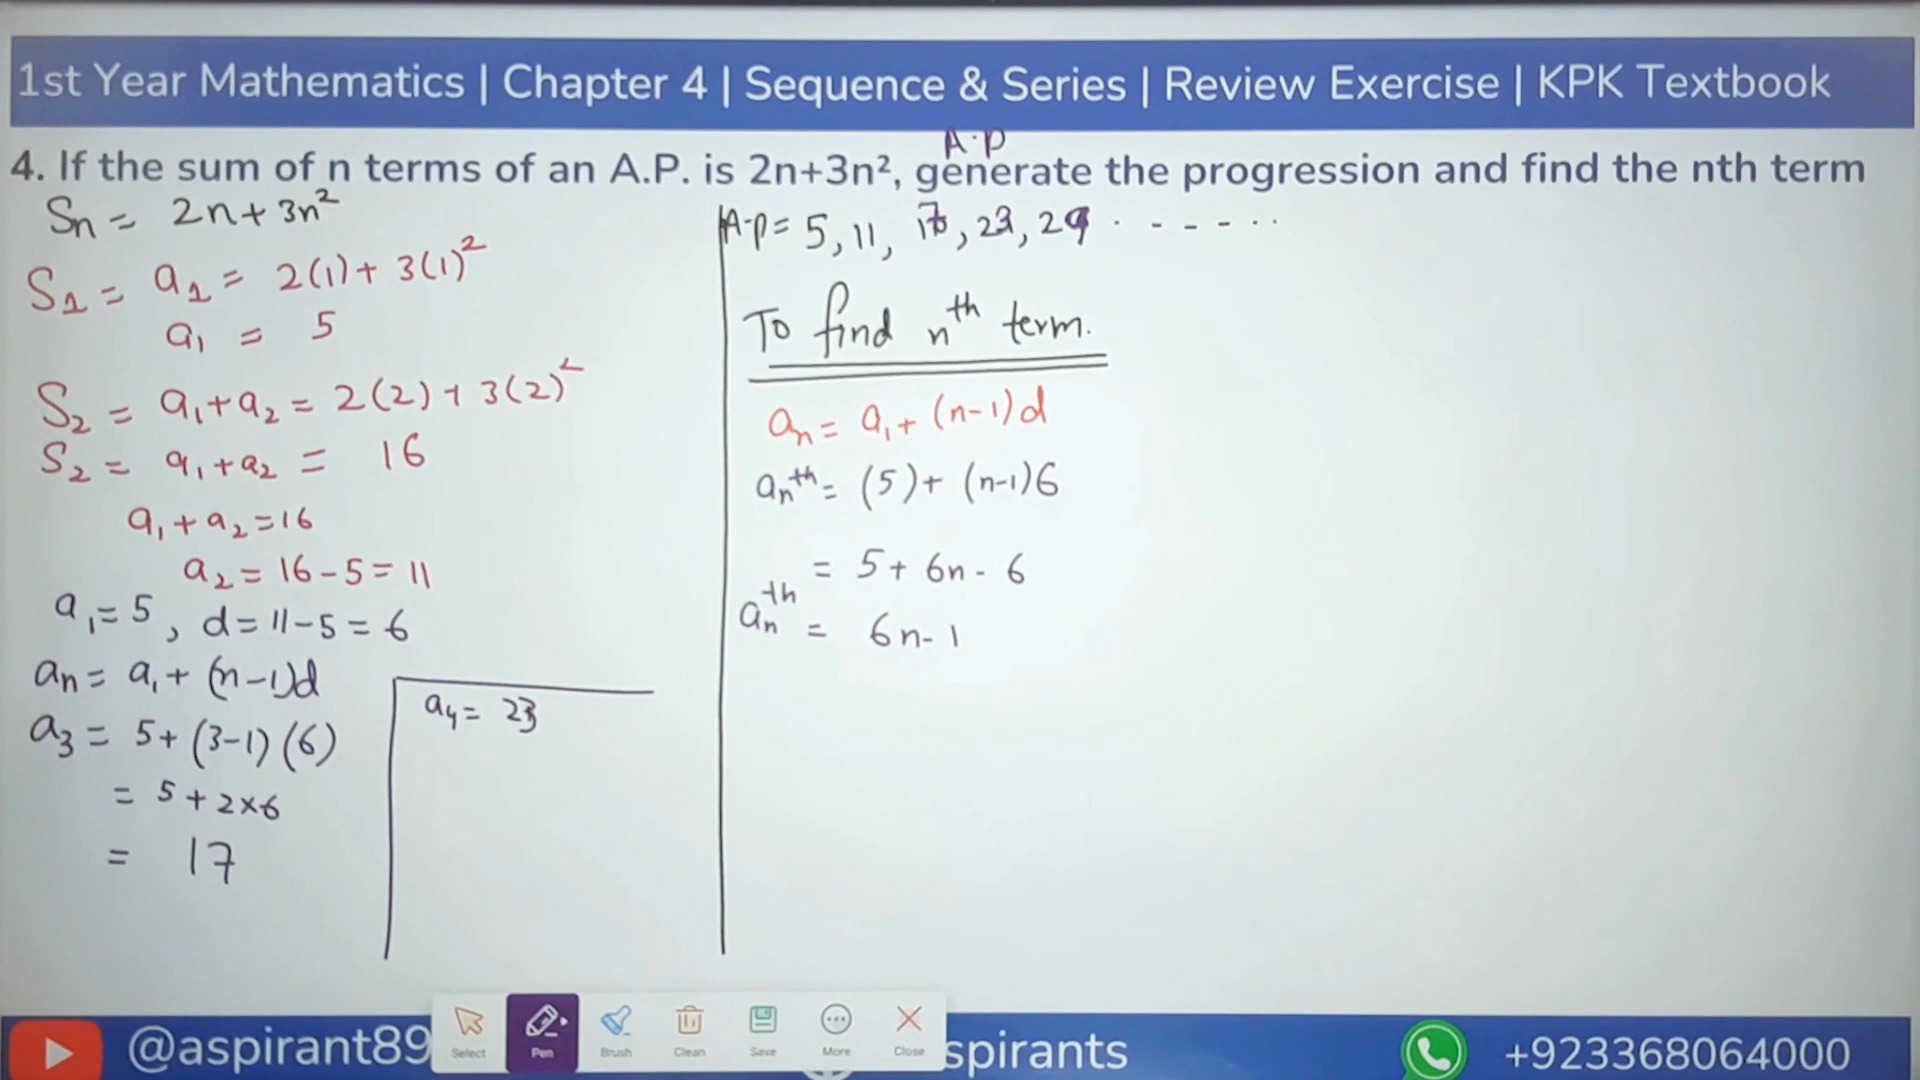 1st Year Mathematics | Chapter 4 | Sequence & Series | Review Exercise | KPK Textbook
A.P
4. If the sum of n terms of an A.P. is 2n+3n², generate the progression and find the nth term
Sn = 2n+3n²
S₁ = a₁ = 2(1)+ 3(1)²
a₁ = 5
S₂ = a₁+a₂ = 2(2)+3(2)²
S₂ = a₁+a₂ = 16
a₁+a₂=16
a₂=16-5=11
a₁=5, d=11-5=6
an = a₁+(n-1)d
a₃ = 5+(3-1)(6)
= 5+2×6
= 17
a₄= 23
A.P= 5, 11, 17, 23, 29 . - - - - . .
To find nth term.
an = a₁+(n-1)d
anth = (5)+(n-1)6
= 5+6n-6
anth = 6n-1
@aspirant89
Select
Pen
Brush
Clean
Save
More
Close
spirants
+923368064000